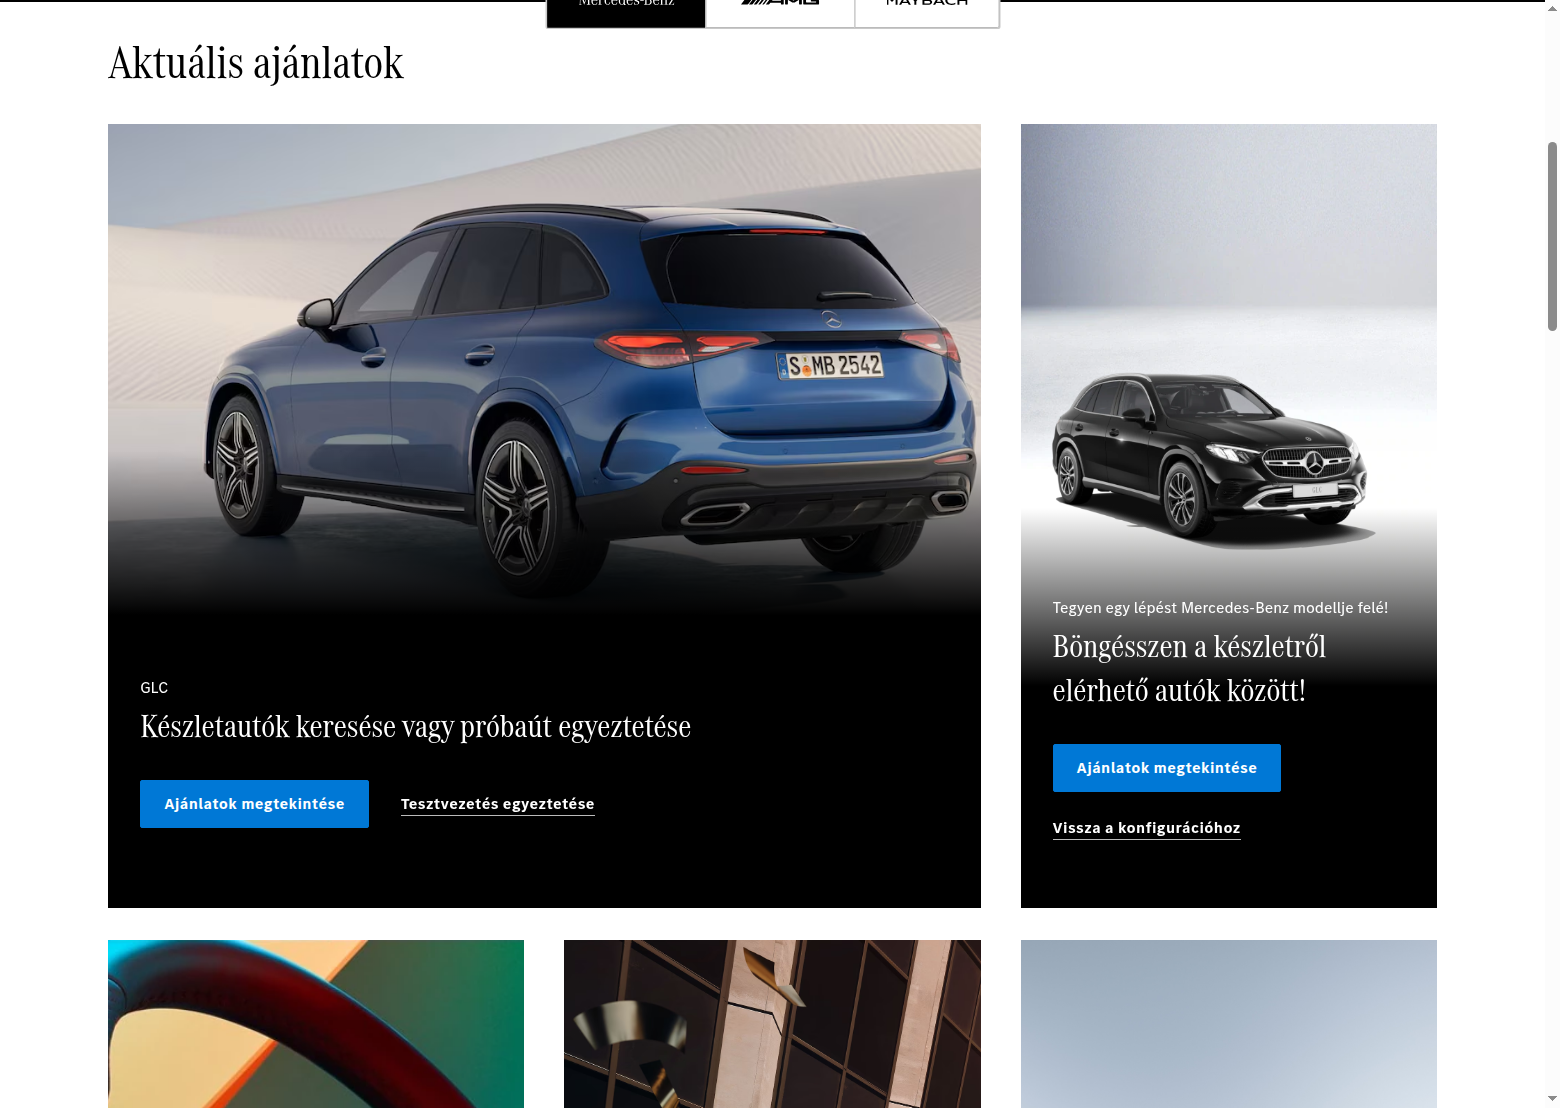 Mercedes-Benz
AMG
MAYBACH
Aktuális ajánlatok
S MB 2542
GLC
GLC
Készletautók keresése vagy próbaút egyeztetése
Ajánlatok megtekintése
Tesztvezetés egyeztetése
Tegyen egy lépést Mercedes-Benz modellje felé!
Böngésszen a készletről
elérhető autók között!
Ajánlatok megtekintése
Vissza a konfigurációhoz